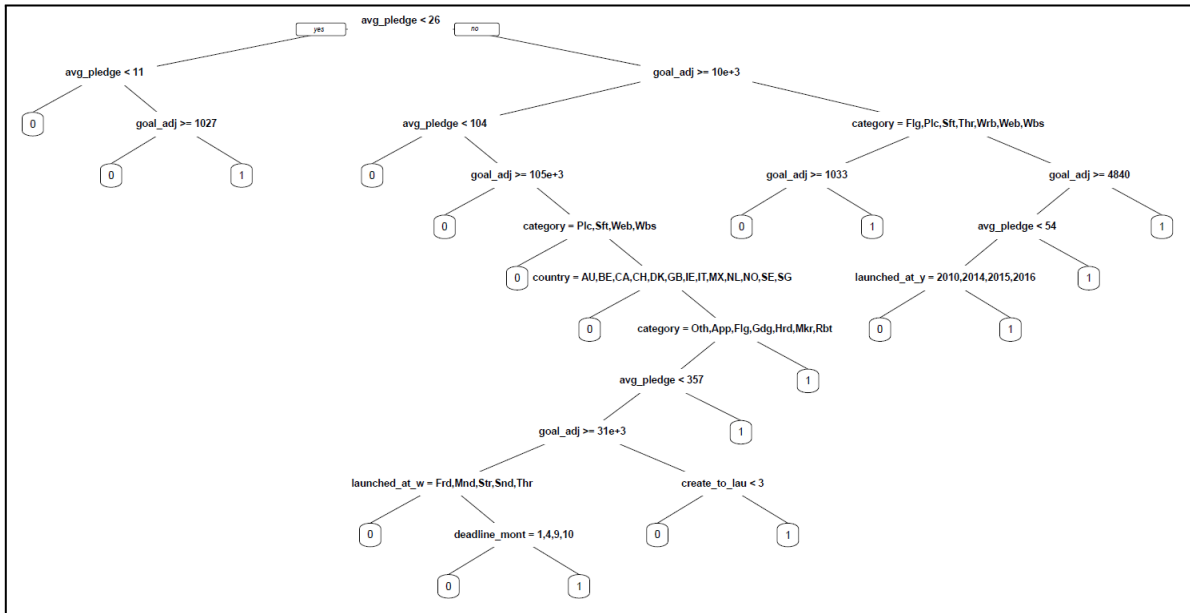 avg_pledge < 26
yes no
avg_pledge < 11 goal_adj >= 10e+3
0 goal_adj >= 1027 avg_pledge < 104 category = Flg,Plc,Sft,Thr,Wrb,Web,Wbs
0 1 0 goal_adj >= 105e+3 goal_adj >= 1033 goal_adj >= 4840
0 category = Plc,Sft,Web,Wbs 0 1 avg_pledge < 54 1
0 country = AU,BE,CA,CH,DK,GB,IE,IT,MX,NL,NO,SE,SG launched_at_y = 2010,2014,2015,2016 1
0 category = Oth,App,Flg,Gdg,Hrd,Mkr,Rbt 0 1
avg_pledge < 357 1
goal_adj >= 31e+3 1
launched_at_w = Frd,Mnd,Str,Snd,Thr create_to_lau < 3
0 deadline_mont = 1,4,9,10 0 1
0 1